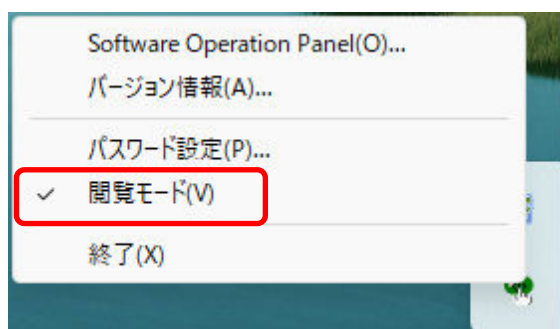 Software Operation Panel(O)...
バージョン情報(A)...
パスワード設定(P)...
閲覧モード(V)
終了(X)